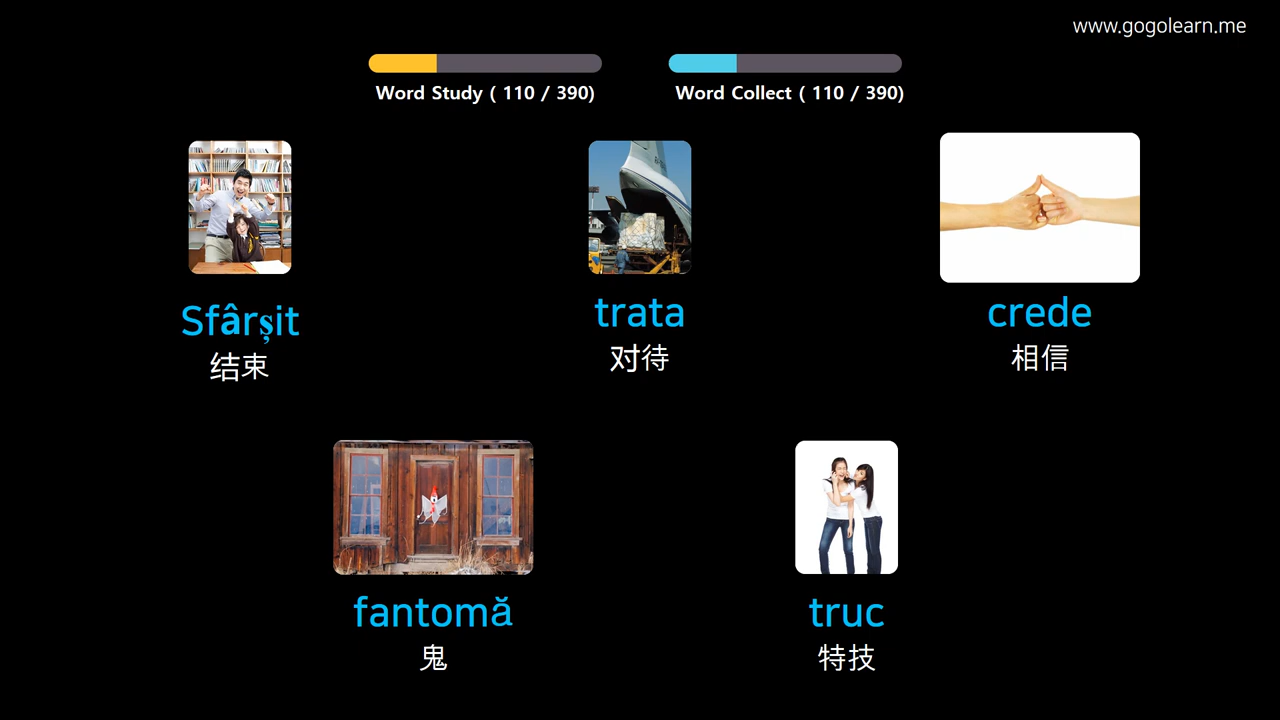 www.gogolearn.me
Word Study ( 110 / 390)
Word Collect ( 110 / 390)
Sfârșit
结束
trata
对待
crede
相信
fantomă
鬼
truc
特技